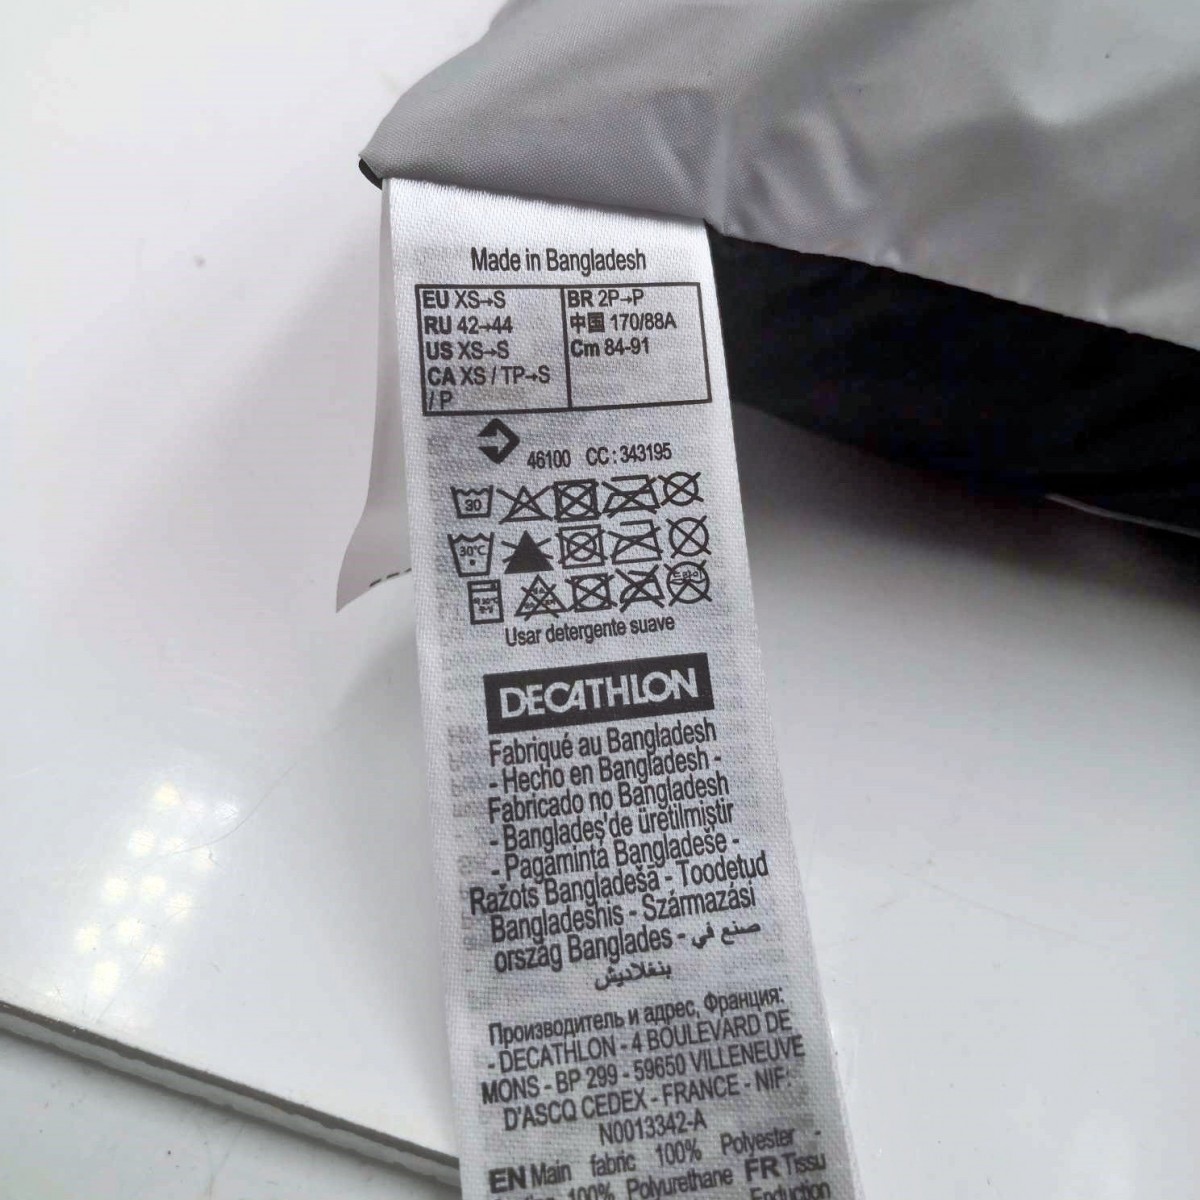 Made in Bangladesh
EU XS→S
RU 42→44
US XS→S
CA XS / TP→S
/ P
BR 2P→P
中国 170/88A
Cm 84-91
46100 CC : 343195
30
30°C
Usar detergente suave
DECATHLON
Fabriqué au Bangladesh
- Hecho en Bangladesh -
Fabricado no Bangladesh
- Bangladeş'de üretilmiştir
- Pagaminta Bangladeše -
Ražots Bangladešā - Toodetud
Bangladeshis - Származási
ország Banglades - صنع في
بنغلاديش
Производитель и адрес, Франция:
- DECATHLON - 4 BOULEVARD DE
MONS - BP 299 - 59650 VILLENEUVE
D'ASCQ CEDEX - FRANCE - NIF:
N0013342-A
EN Main fabric 100% Polyester -
100% Polyurethane FR Tissu
Enduction